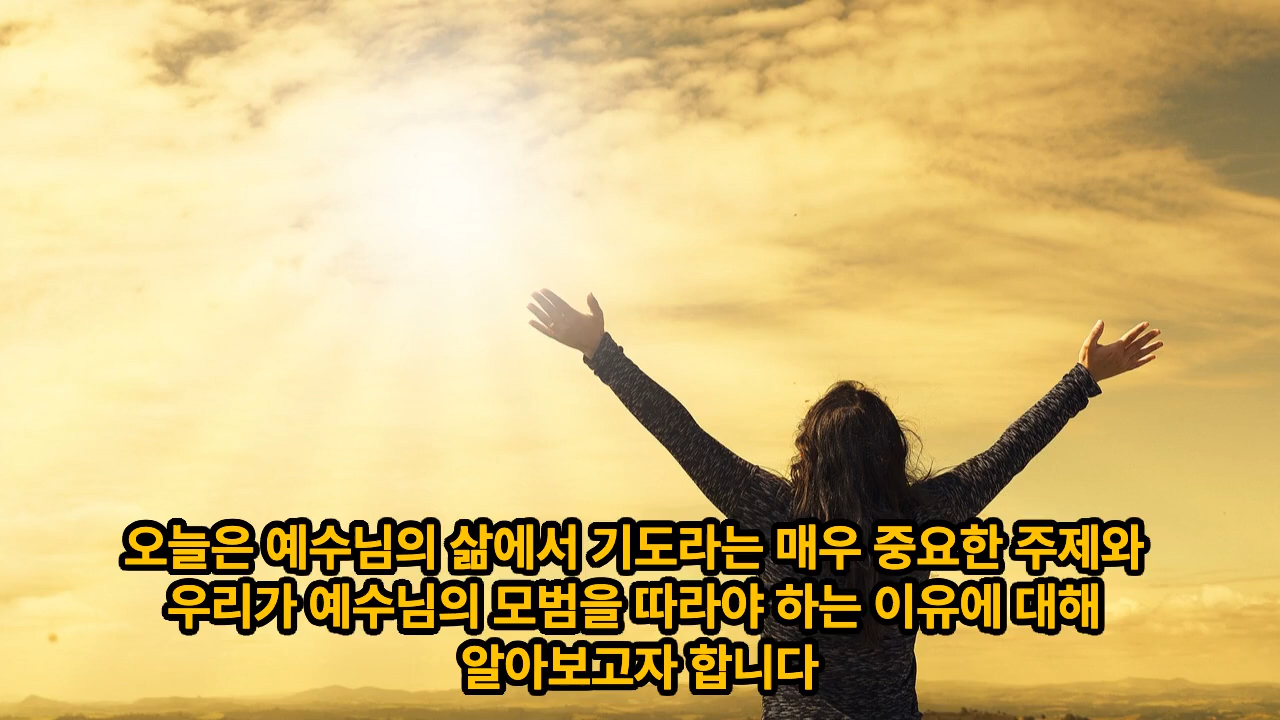 오늘은 예수님의 삶에서 기도라는 매우 중요한 주제와
우리가 예수님의 모범을 따라야 하는 이유에 대해
알아보고자 합니다